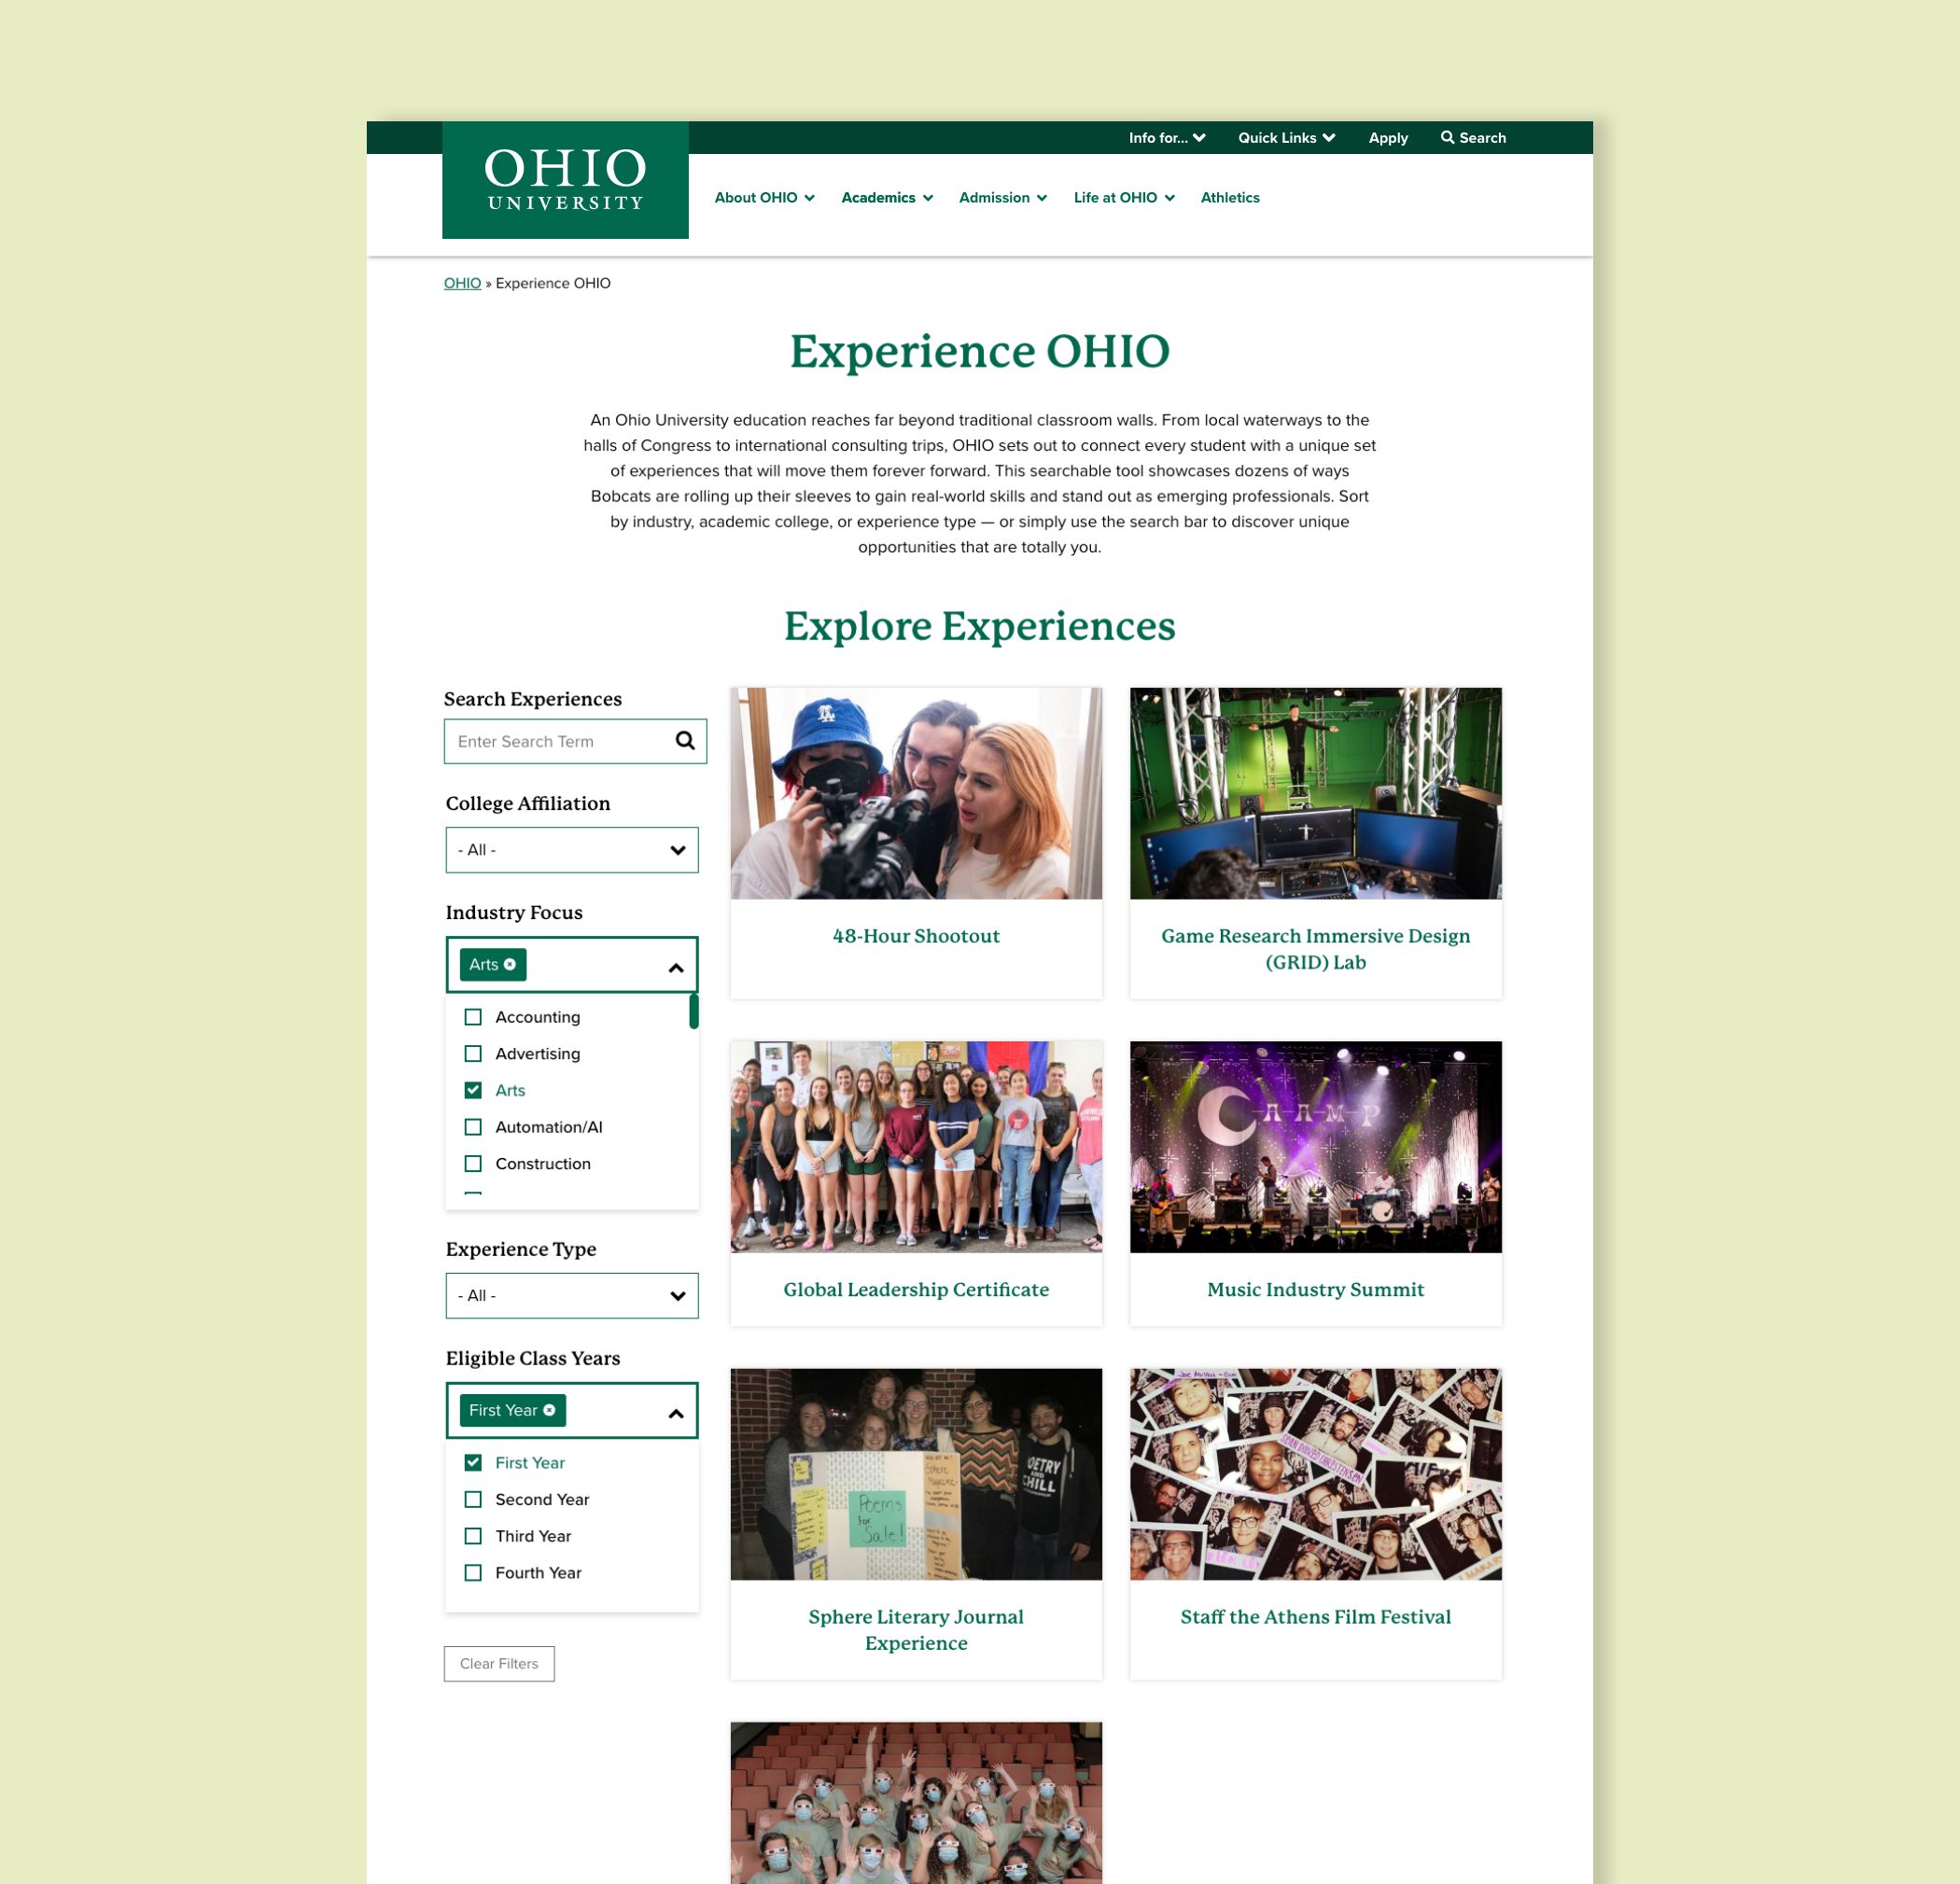 Info for...
Quick Links
Apply
Search
OHIO
UNIVERSITY
About OHIO
Academics
Admission
Life at OHIO
Athletics
OHIO » Experience OHIO
Experience OHIO
An Ohio University education reaches far beyond traditional classroom walls. From local waterways to the
halls of Congress to international consulting trips, OHIO sets out to connect every student with a unique set
of experiences that will move them forever forward. This searchable tool showcases dozens of ways
Bobcats are rolling up their sleeves to gain real-world skills and stand out as emerging professionals. Sort
by industry, academic college, or experience type — or simply use the search bar to discover unique
opportunities that are totally you.
Explore Experiences
Search Experiences
Enter Search Term
College Affiliation
- All -
Industry Focus
Arts
Accounting
Advertising
Arts
Automation/AI
Construction
Experience Type
- All -
Eligible Class Years
First Year
First Year
Second Year
Third Year
Fourth Year
Clear Filters
48-Hour Shootout
Game Research Immersive Design
(GRID) Lab
Global Leadership Certificate
Music Industry Summit
Poems
for
Sale!
POETRY
AND
CHILL
Sphere Literary Journal
Experience
Staff the Athens Film Festival